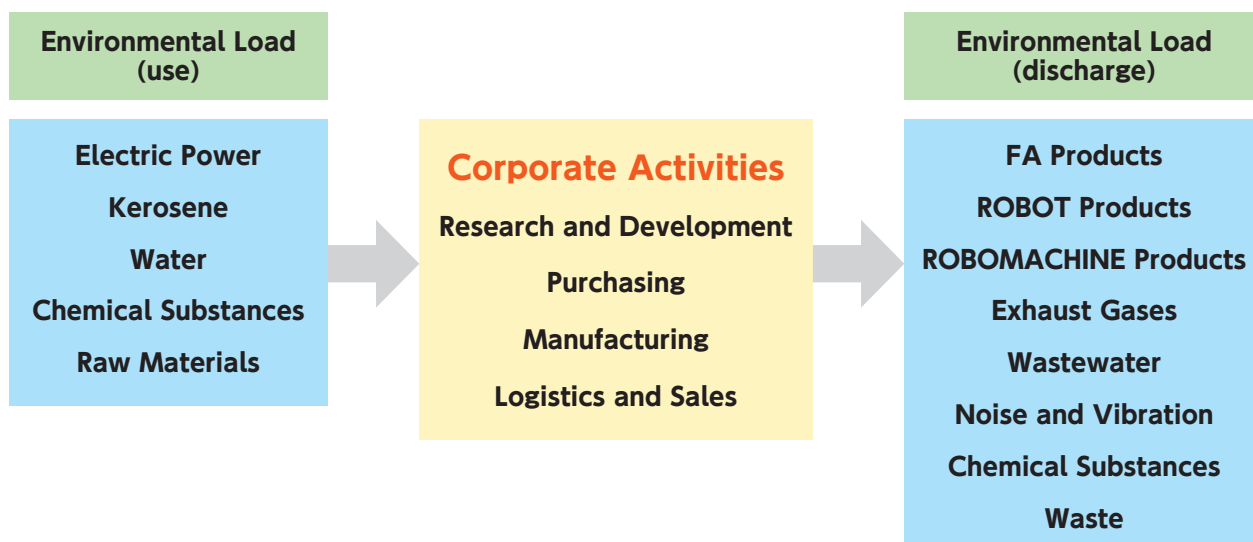 Environmental Load
(use)
Electric Power
Kerosene
Water
Chemical Substances
Raw Materials
Corporate Activities
Research and Development
Purchasing
Manufacturing
Logistics and Sales
Environmental Load
(discharge)
FA Products
ROBOT Products
ROBOMACHINE Products
Exhaust Gases
Wastewater
Noise and Vibration
Chemical Substances
Waste